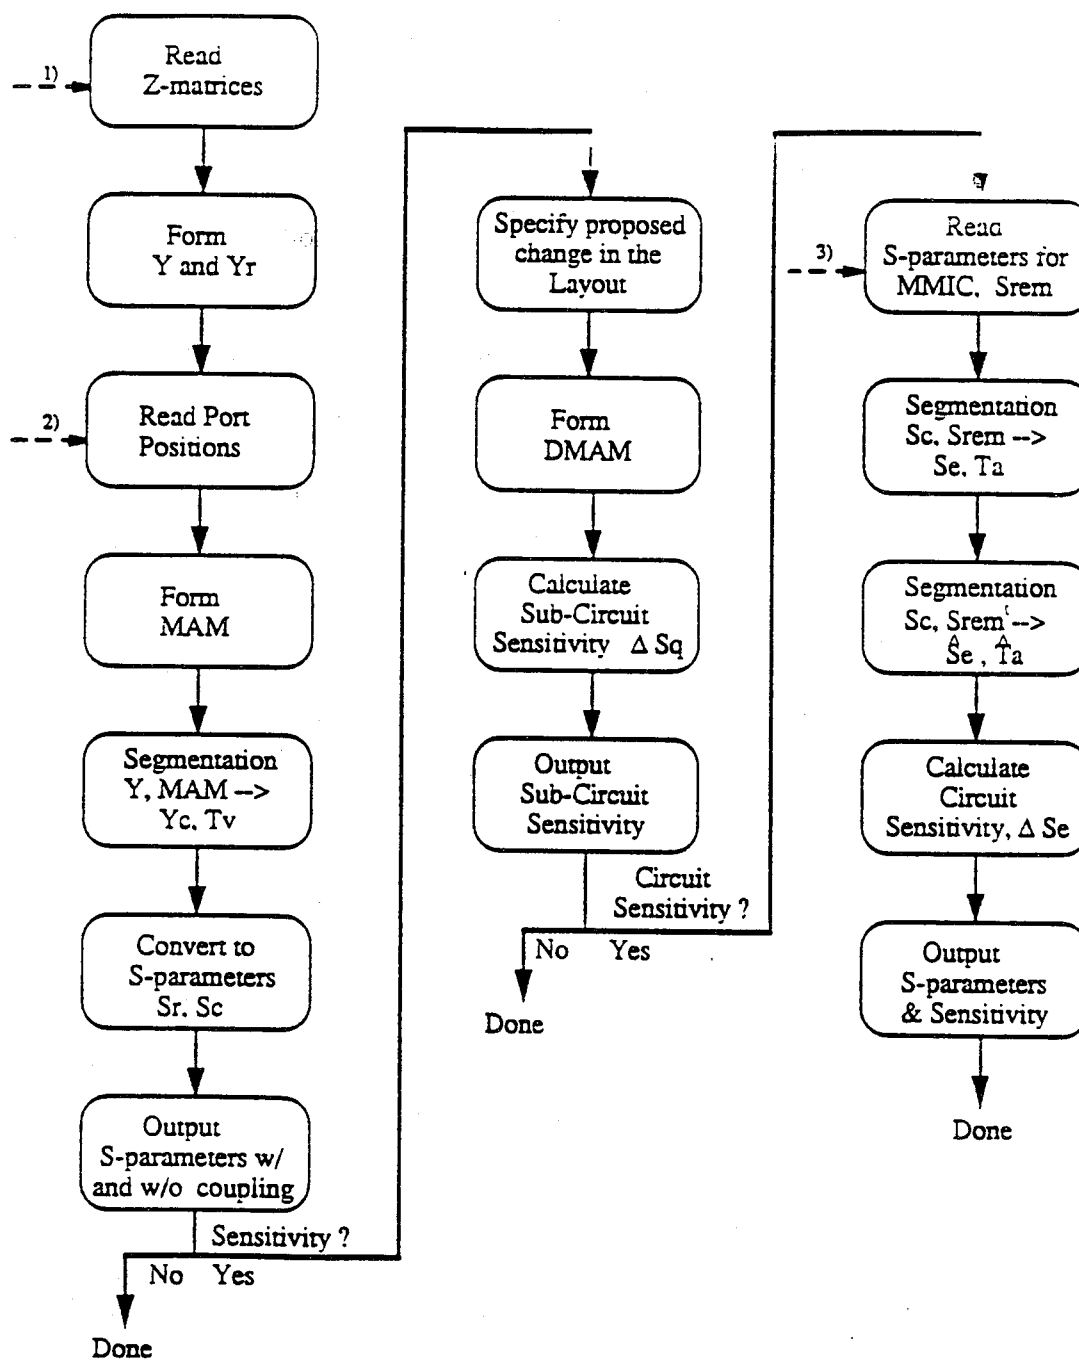 1)
Read
Z-matrices
Form
Y and Yr
2)
Read Port
Positions
Form
MAM
Segmentation
Y, MAM -->
Yc, Tv
Convert to
S-parameters
Sr, Sc
Output
S-parameters w/
and w/o coupling
Sensitivity ?
No Yes
Done
Specify proposed
change in the
Layout
Form
DMAM
Calculate
Sub-Circuit
Sensitivity Δ Sq
Output
Sub-Circuit
Sensitivity
Circuit
Sensitivity ?
No Yes
Done
3)
Read
S-parameters for
MMIC, Srem
Segmentation
Sc, Srem -->
Se, Ta
Segmentation
Sc, Srem' -->
Ŝe , T̂a
Calculate
Circuit
Sensitivity, Δ Se
Output
S-parameters
& Sensitivity
Done